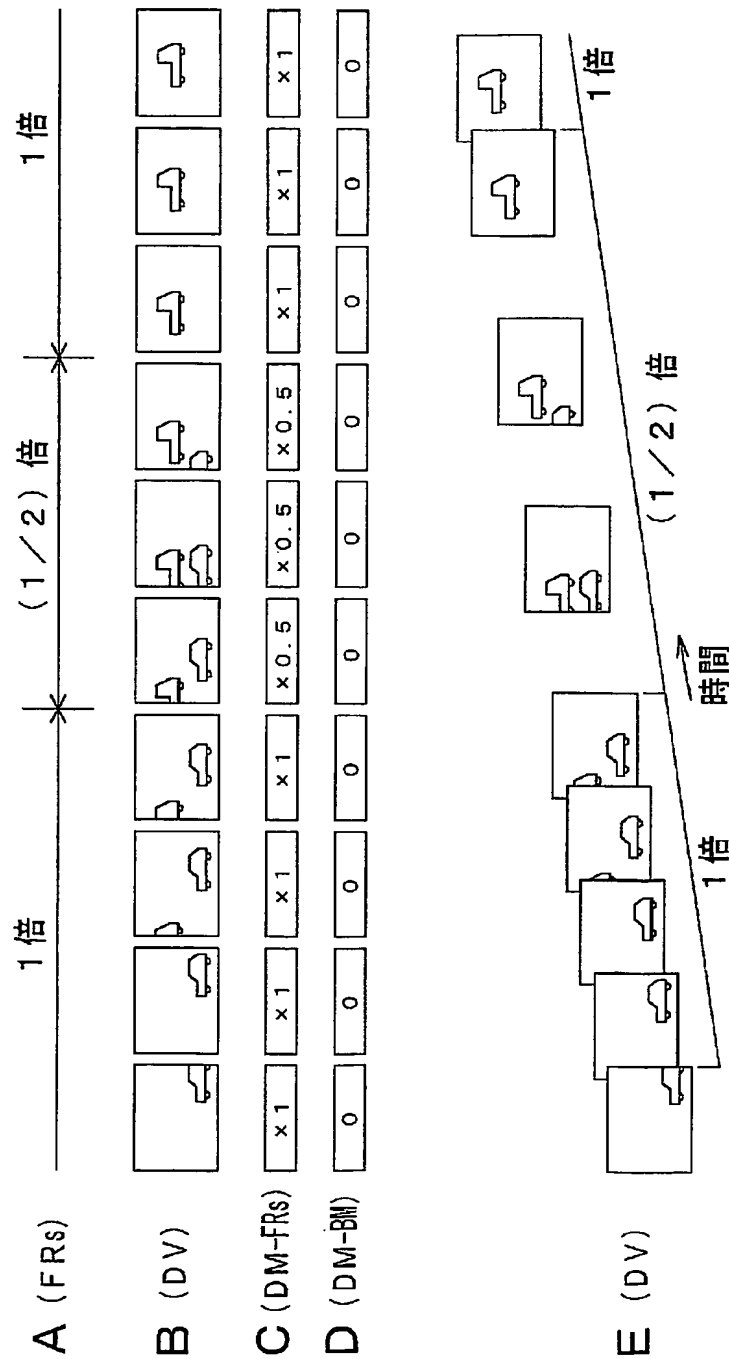 A (FRs) 1倍 (1／2) 倍 1倍
B (DV)
C (DM-FRs) ×1 ×1 ×1 ×1 ×0.5 ×0.5 ×0.5 ×1 ×1 ×1
D (DM-BM) 0 0 0 0 0 0 0 0 0 0
E (DV)
1倍 (1／2) 倍 1倍
時間